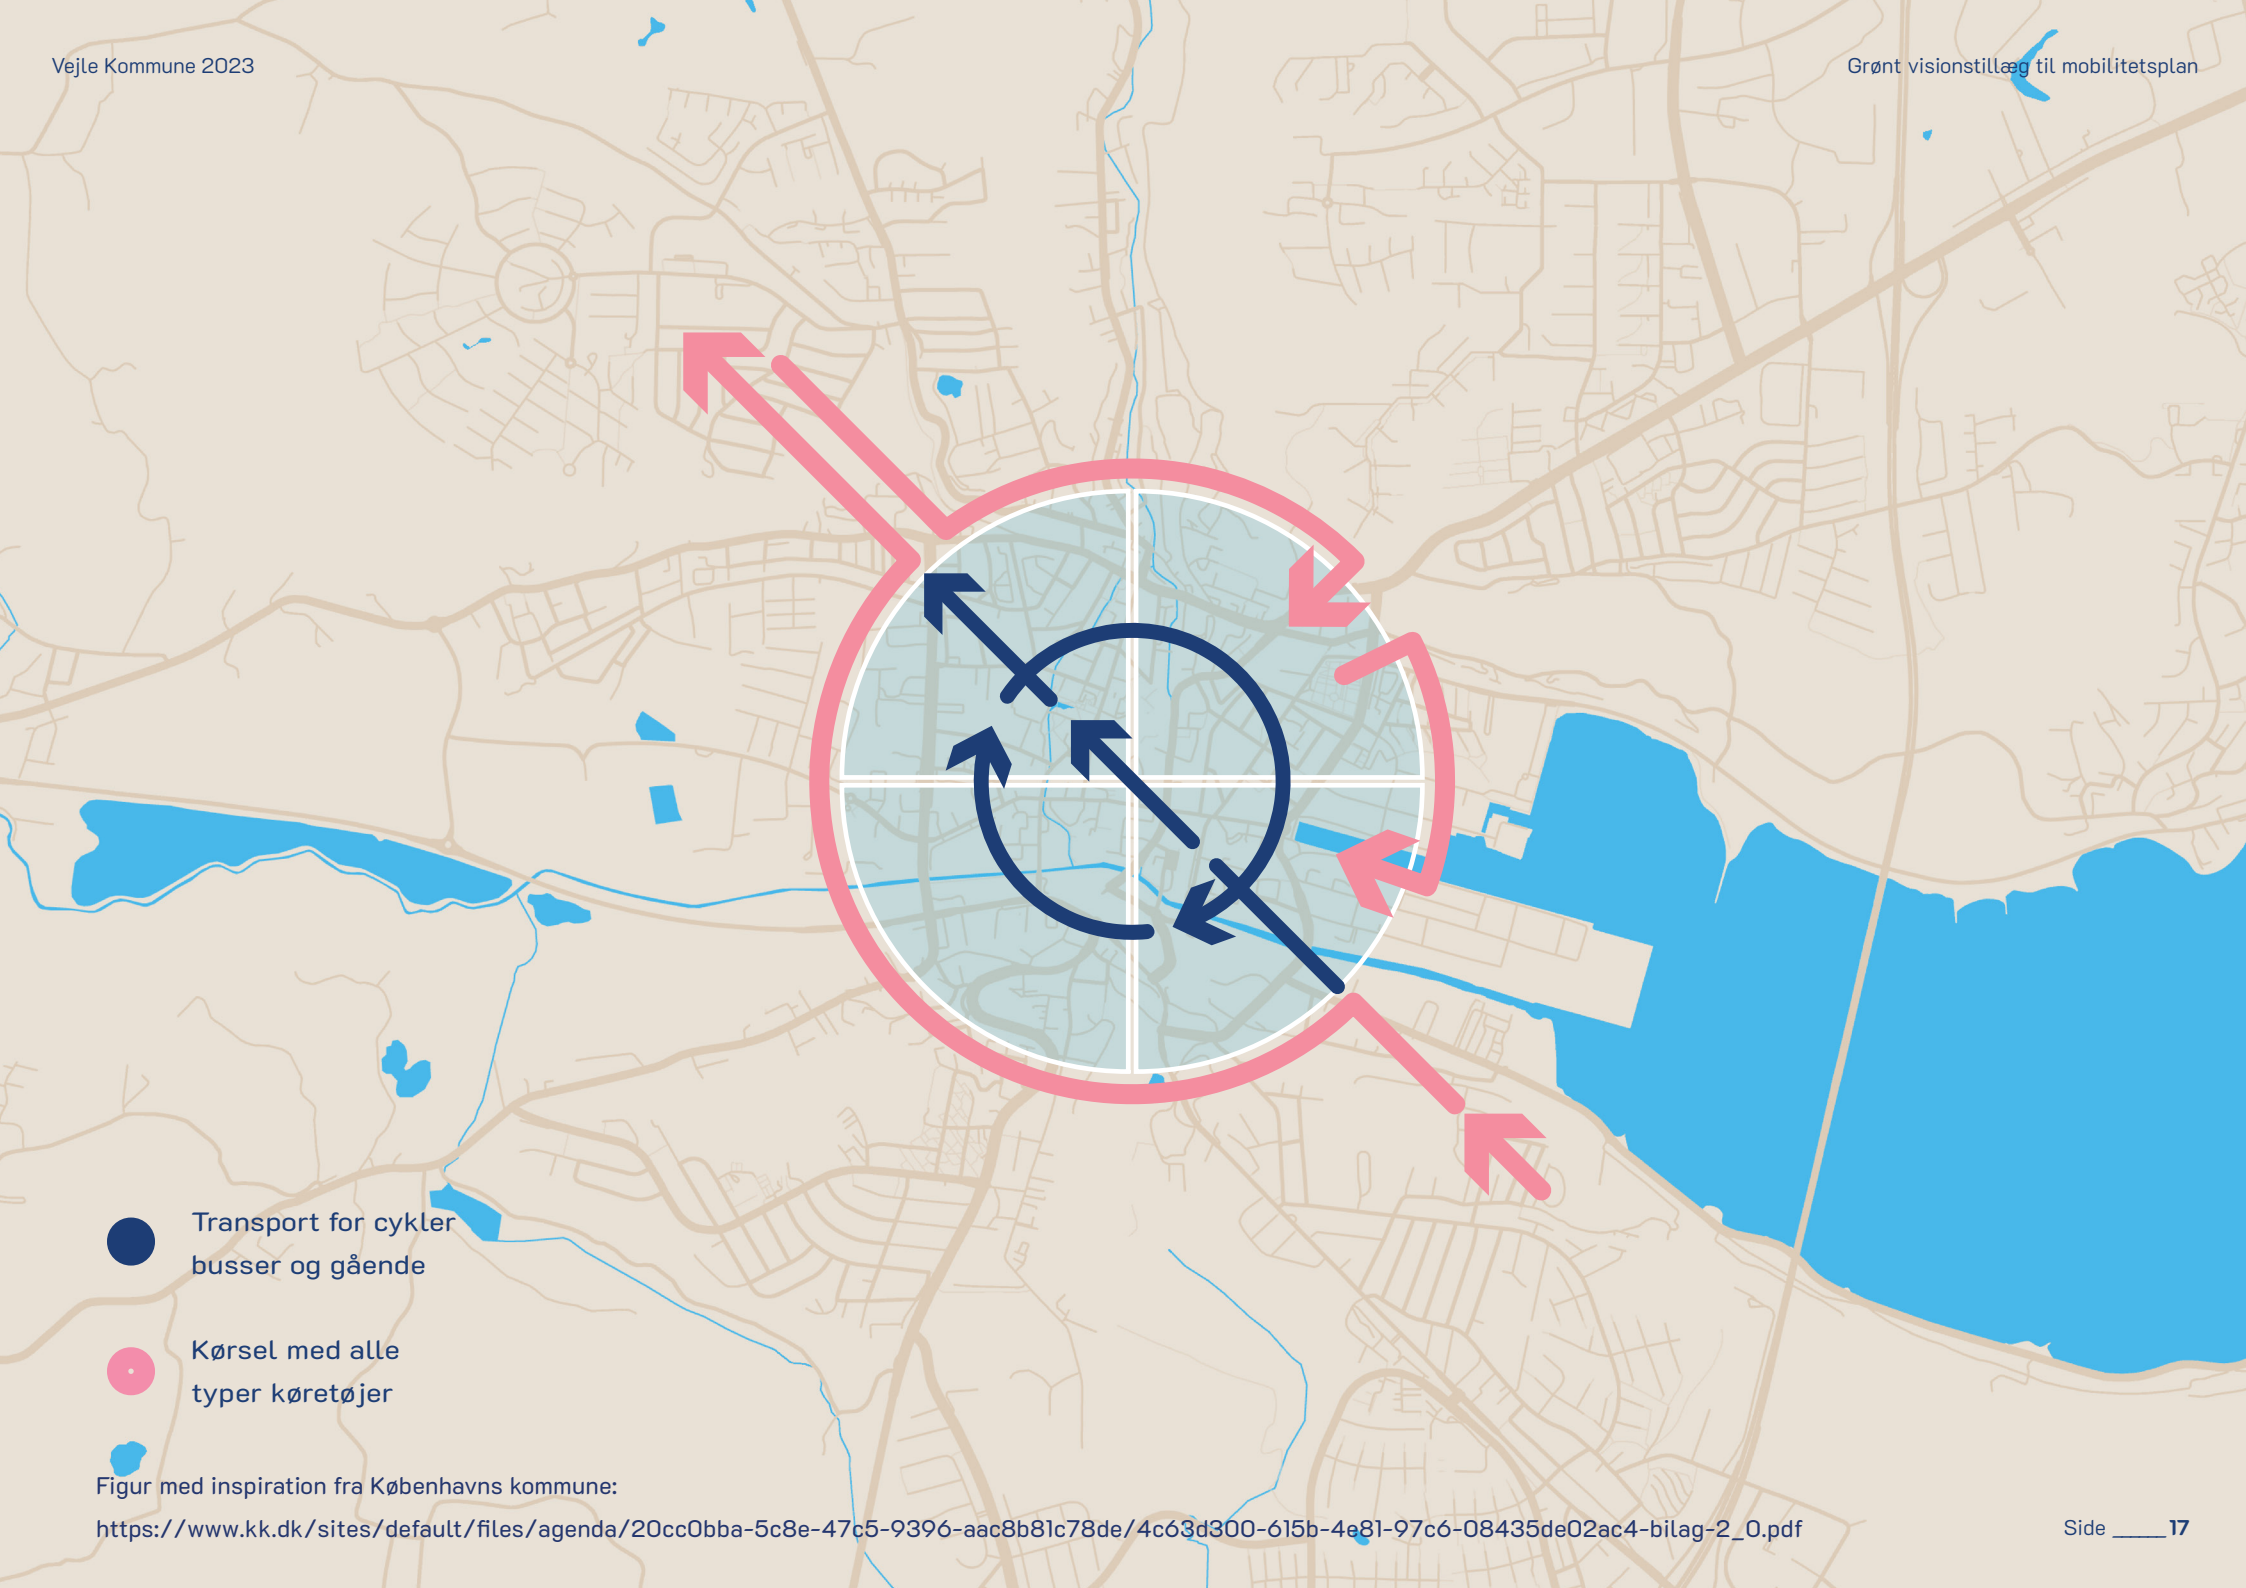 Vejle Kommune 2023
Grønt visionstillæg til mobilitetsplan
Transport for cykler
busser og gående
Kørsel med alle
typer køretøjer
Figur med inspiration fra Københavns kommune:
https://www.kk.dk/sites/default/files/agenda/20cc0bba-5c8e-47c5-9396-aac8b81c78de/4c63d300-615b-4e81-97c6-08435de02ac4-bilag-2_0.pdf
Side ______ 17